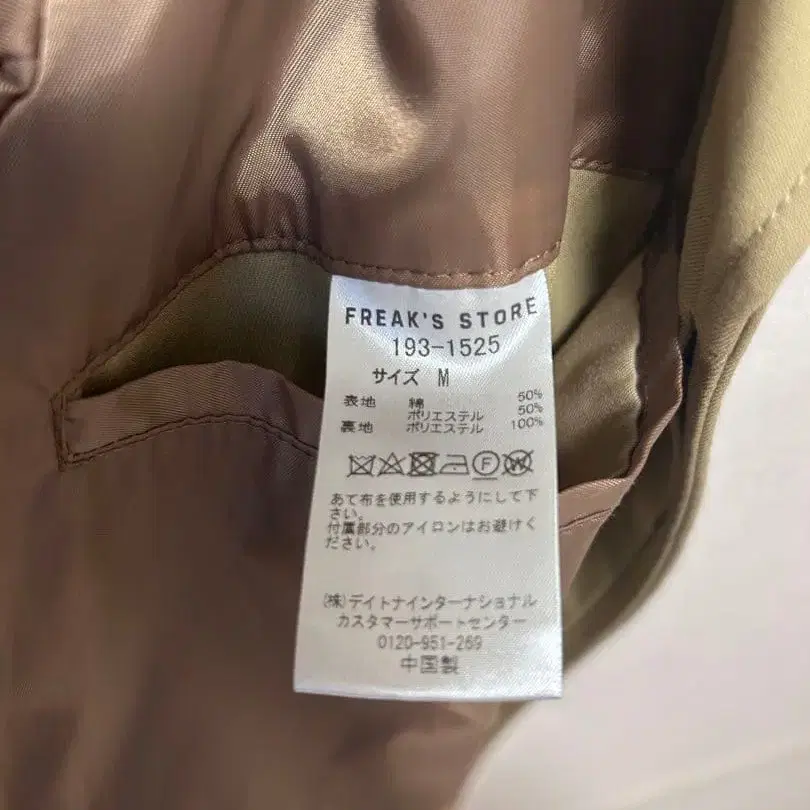 FREAK'S STORE
193-1525
サイズ M
表地 綿 50%
ポリエステル 50%
裏地 ポリエステル 100%
F W
あて布を使用するようにして下
さい。
付属部分のアイロンはお避けく
ださい。
(株)デイトナインターナショナル
カスタマーサポートセンター
0120-951-269
中国製